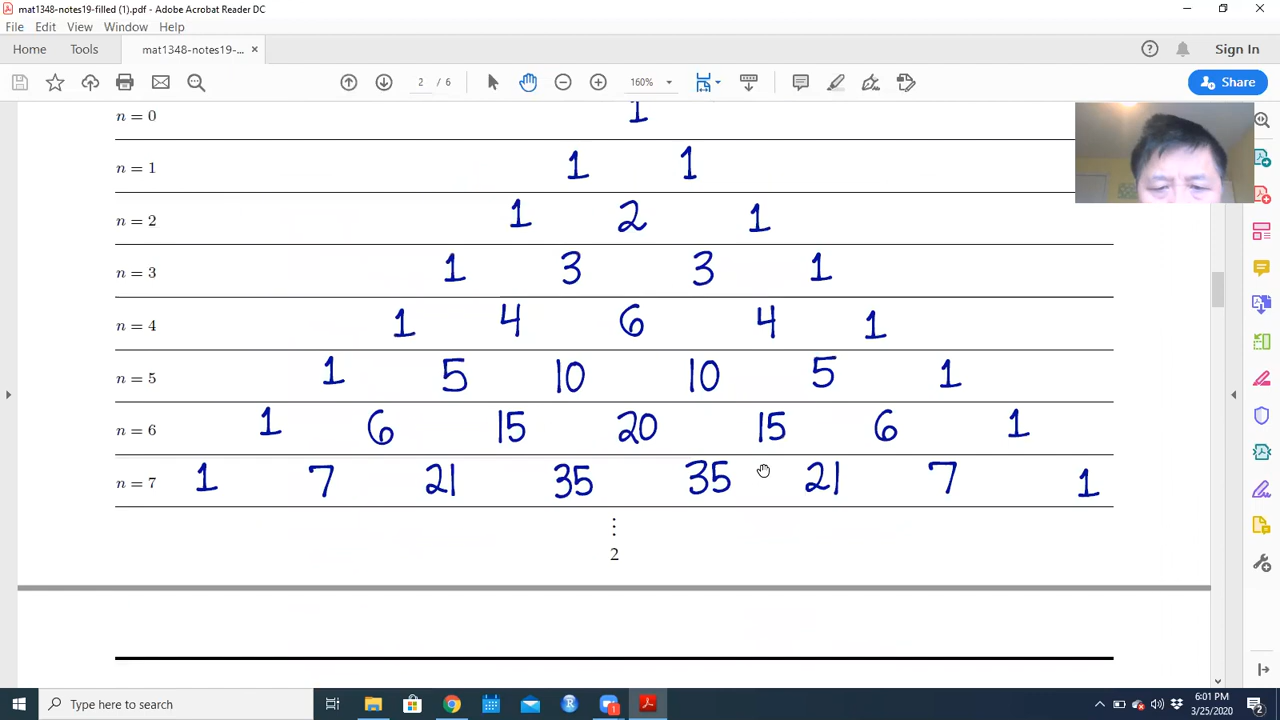 mat1348-notes19-filled (1).pdf - Adobe Acrobat Reader DC
File Edit View Window Help
Home Tools mat1348-notes19-... × Sign In
2 / 6 160% Share
n = 0 1
n = 1 1 1
n = 2 1 2 1
n = 3 1 3 3 1
n = 4 1 4 6 4 1
n = 5 1 5 10 10 5 1
n = 6 1 6 15 20 15 6 1
n = 7 1 7 21 35 35 21 7 1
⋮
2
Type here to search
6:01 PM
3/25/2020
2